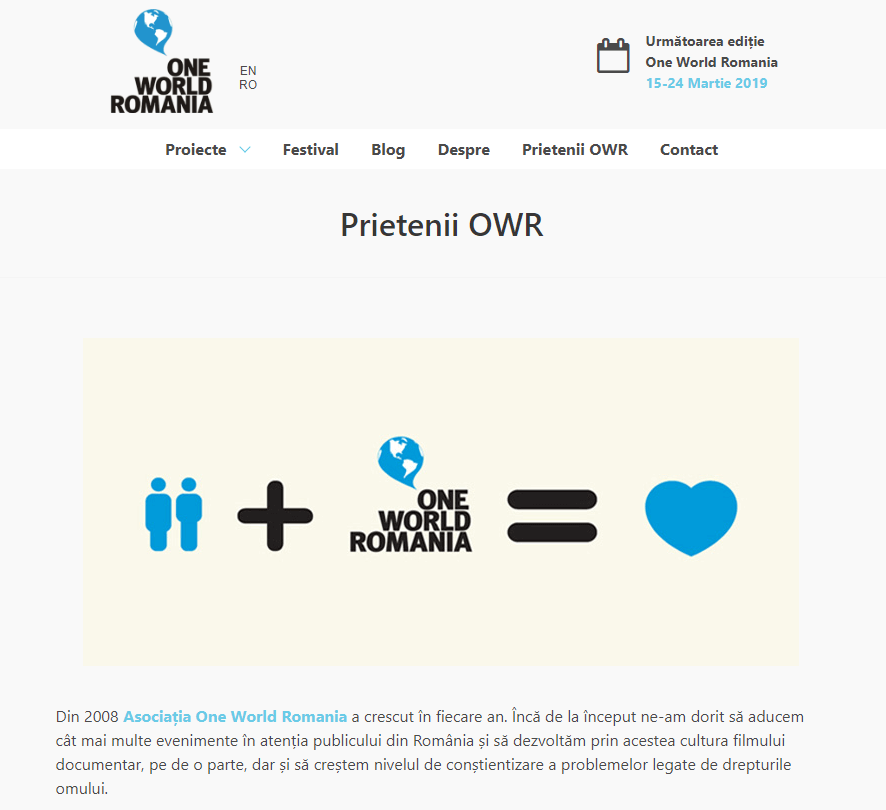 ONE
WORLD
ROMANIA
EN
RO
Următoarea ediție
One World Romania
15-24 Martie 2019
Proiecte
Festival
Blog
Despre
Prietenii OWR
Contact
Prietenii OWR
ONE
WORLD
ROMANIA
Din 2008 Asociația One World Romania a crescut în fiecare an. Încă de la început ne-am dorit să aducem
cât mai multe evenimente în atenția publicului din România și să dezvoltăm prin acestea cultura filmului
documentar, pe de o parte, dar și să creștem nivelul de conștientizare a problemelor legate de drepturile
omului.